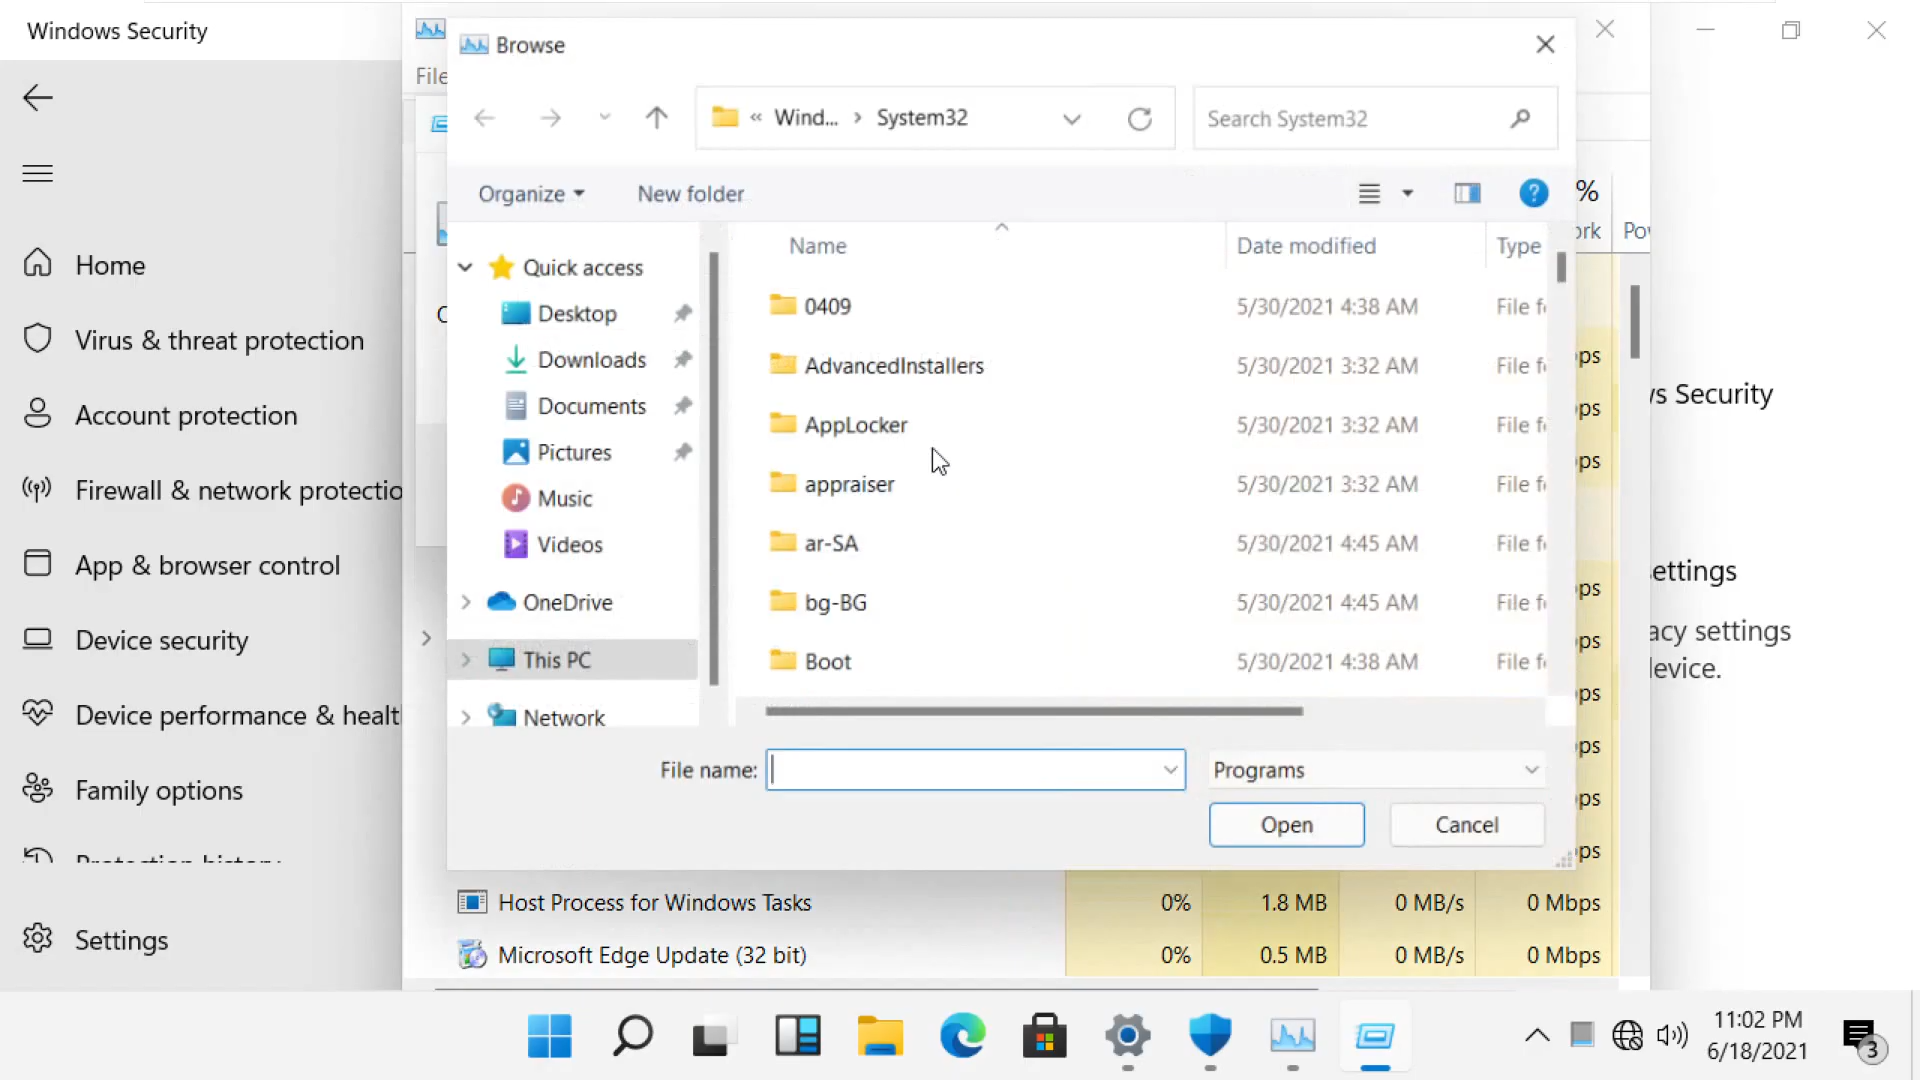 Windows Security
Browse
File
« Wind... › System32
Search System32
Organize
New folder
?
%
Name
Date modified
Type
ork
Pov
Home
Virus & threat protection
Account protection
Firewall & network protectio
App & browser control
Device security
Device performance & healt
Family options
Settings
Quick access
Desktop
Downloads
Documents
Pictures
Music
Videos
OneDrive
This PC
Network
0409 5/30/2021 4:38 AM File f
AdvancedInstallers 5/30/2021 3:32 AM File f
AppLocker 5/30/2021 3:32 AM File f
appraiser 5/30/2021 3:32 AM File f
ar-SA 5/30/2021 4:45 AM File f
bg-BG 5/30/2021 4:45 AM File f
Boot 5/30/2021 4:38 AM File f
ps
ps
ps
ps
ps
ps
ps
ps
ps
s Security
ettings
acy settings
device.
File name:
Programs
Open
Cancel
Host Process for Windows Tasks 0% 1.8 MB 0 MB/s 0 Mbps
Microsoft Edge Update (32 bit) 0% 0.5 MB 0 MB/s 0 Mbps
11:02 PM
6/18/2021
3